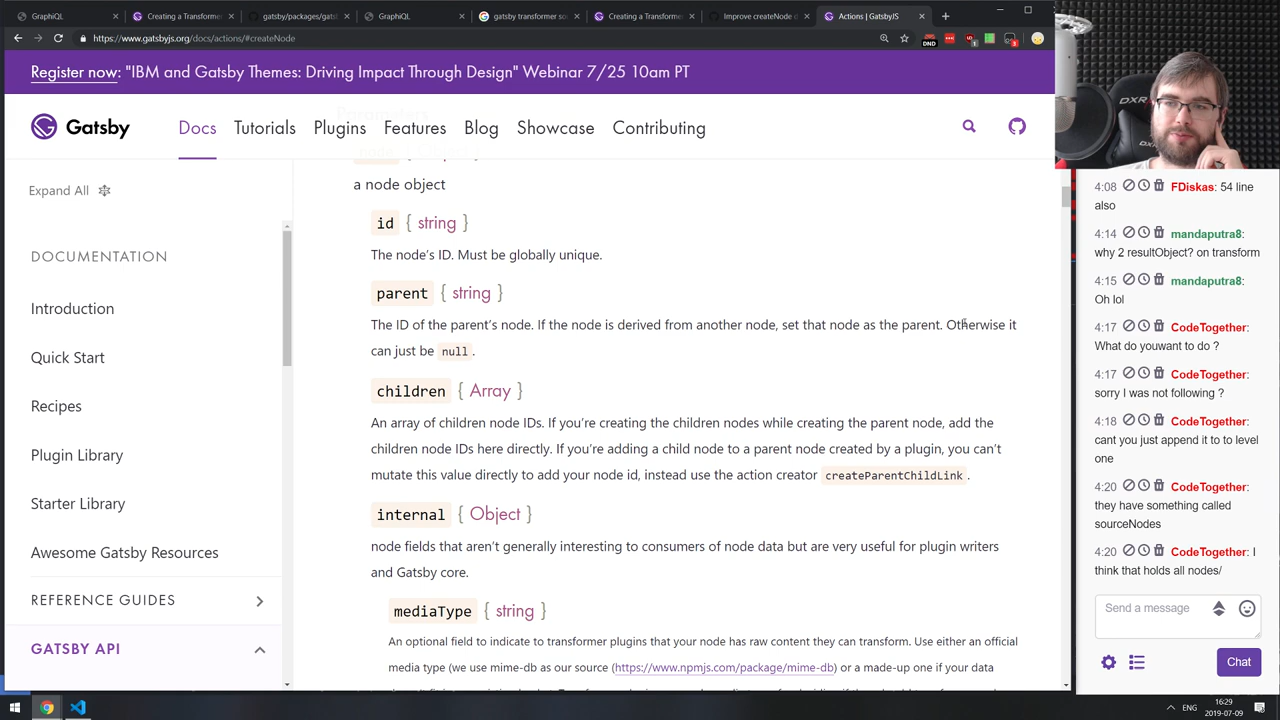 GraphiQL
Creating a Transformer
gatsby/packages/gats
GraphiQL
gatsby transformer so
Creating a Transformer
Improve createNode d
Actions | GatsbyJS
https://www.gatsbyjs.org/docs/actions/#createNode
DND
1
3
Register now: "IBM and Gatsby Themes: Driving Impact Through Design" Webinar 7/25 10am PT
Gatsby
Docs
Tutorials
Plugins
Features
Blog
Showcase
Contributing
Expand All
DOCUMENTATION
Introduction
Quick Start
Recipes
Plugin Library
Starter Library
Awesome Gatsby Resources
REFERENCE GUIDES
GATSBY API
a node object
id { string }
The node's ID. Must be globally unique.
parent { string }
The ID of the parent's node. If the node is derived from another node, set that node as the parent. Otherwise it
can just be null .
children { Array }
An array of children node IDs. If you're creating the children nodes while creating the parent node, add the
children node IDs here directly. If you're adding a child node to a parent node created by a plugin, you can't
mutate this value directly to add your node id, instead use the action creator createParentChildLink .
internal { Object }
node fields that aren't generally interesting to consumers of node data but are very useful for plugin writers
and Gatsby core.
mediaType { string }
An optional field to indicate to transformer plugins that your node has raw content they can transform. Use either an official
media type (we use mime-db as our source (https://www.npmjs.com/package/mime-db) or a made-up one if your data
DXR
4:08 FDiskas: 54 line
also
4:14 mandaputra8:
why 2 resultObject? on transform
4:15 mandaputra8:
Oh lol
4:17 CodeTogether:
What do youwant to do ?
4:17 CodeTogether:
sorry I was not following ?
4:18 CodeTogether:
cant you just append it to to level
one
4:20 CodeTogether:
they have something called
sourceNodes
4:20 CodeTogether: I
think that holds all nodes/
Send a message
Chat
ENG
16:29
2019-07-09